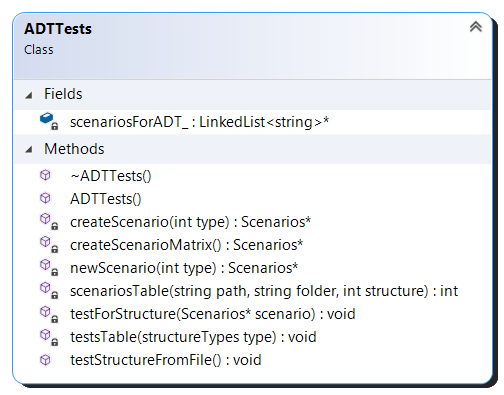 ADTTests
Class
Fields
scenariosForADT_ : LinkedList<string>*
Methods
~ADTTests()
ADTTests()
createScenario(int type) : Scenarios*
createScenarioMatrix() : Scenarios*
newScenario(int type) : Scenarios*
scenariosTable(string path, string folder, int structure) : int
testForStructure(Scenarios* scenario) : void
testsTable(structureTypes type) : void
testStructureFromFile() : void